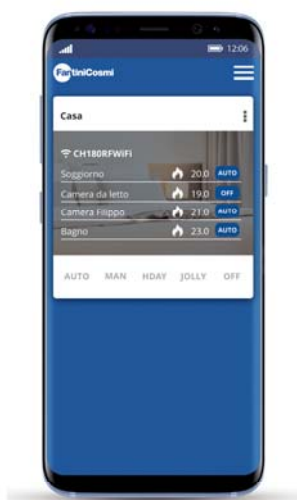 12:06
FantiniCosmi
Casa
CH180RFWiFi
Soggiorno 20.0 AUTO
Camera da letto 19.0 OFF
Camera Filippo 21.0 AUTO
Bagno 23.0 AUTO
AUTO MAN HDAY JOLLY OFF